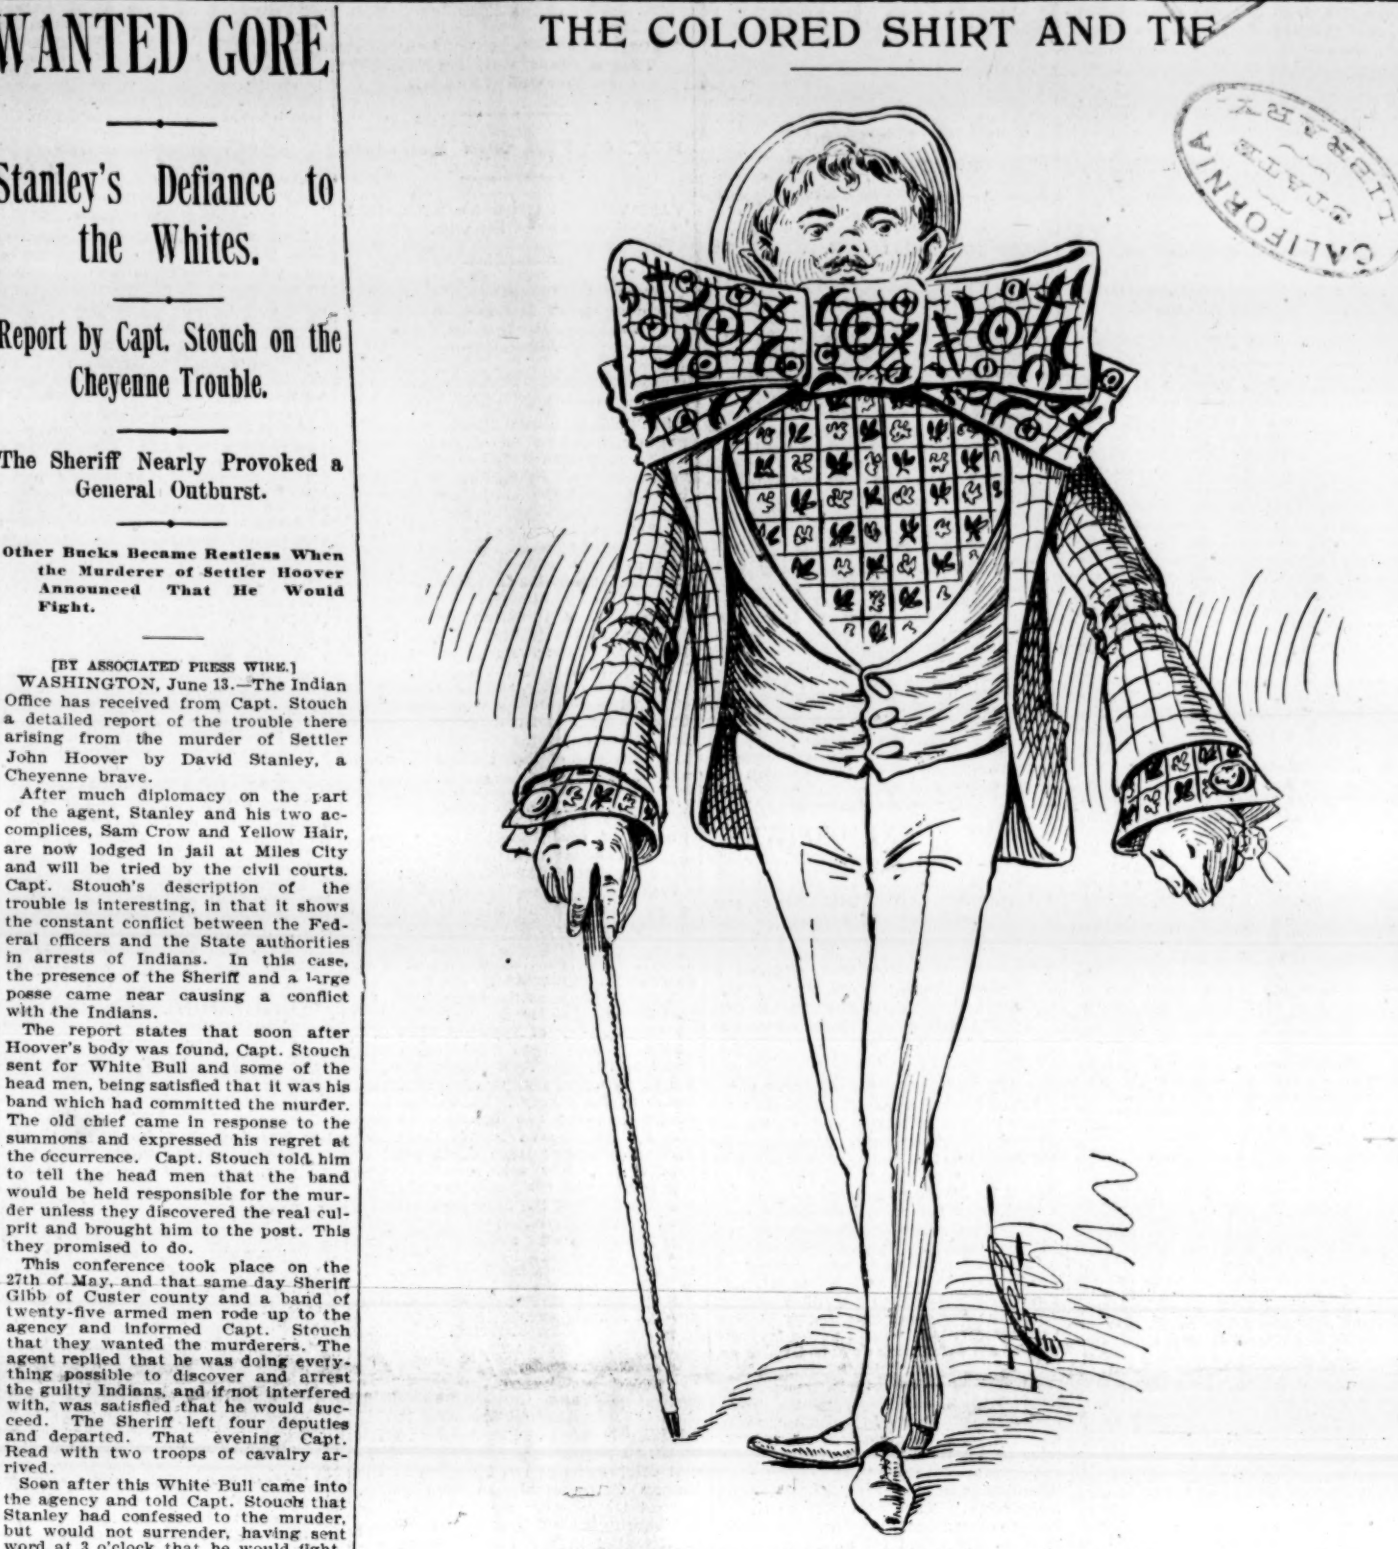 WANTED GORE
Stanley's Defiance to
the Whites.
Report by Capt. Stouch on the
Cheyenne Trouble.
The Sheriff Nearly Provoked a
General Outburst.
Other Bucks Became Restless When
the Murderer of Settler Hoover
Announced That He Would
Fight.
[BY ASSOCIATED PRESS WIRE.]
WASHINGTON, June 13.—The Indian
Office has received from Capt. Stouch
a detailed report of the trouble there
arising from the murder of Settler
John Hoover by David Stanley, a
Cheyenne brave.
After much diplomacy on the part
of the agent, Stanley and his two ac-
complices, Sam Crow and Yellow Hair,
are now lodged in jail at Miles City
and will be tried by the civil courts.
Capt. Stouch's description of the
trouble is interesting, in that it shows
the constant conflict between the Fed-
eral officers and the State authorities
in arrests of Indians. In this case,
the presence of the Sheriff and a large
posse came near causing a conflict
with the Indians.
The report states that soon after
Hoover's body was found, Capt. Stouch
sent for White Bull and some of the
head men, being satisfied that it was his
band which had committed the murder.
The old chief came in response to the
summons and expressed his regret at
the occurrence. Capt. Stouch told him
to tell the head men that the band
would be held responsible for the mur-
der unless they discovered the real cul-
prit and brought him to the post. This
they promised to do.
This conference took place on the
27th of May, and that same day Sheriff
Gibb of Custer county and a band of
twenty-five armed men rode up to the
agency and informed Capt. Stouch
that they wanted the murderers. The
agent replied that he was doing every-
thing possible to discover and arrest
the guilty Indians, and if not interfered
with, was satisfied that he would suc-
ceed. The Sheriff left four deputies
and departed. That evening Capt.
Read with two troops of cavalry ar-
rived.
Soon after this White Bull came into
the agency and told Capt. Stouch that
Stanley had confessed to the mruder,
but would not surrender, having sent
word at 3 o'clock that he would fight.
THE COLORED SHIRT AND TIE
CALIFORNIA
STATE
LIBRARY